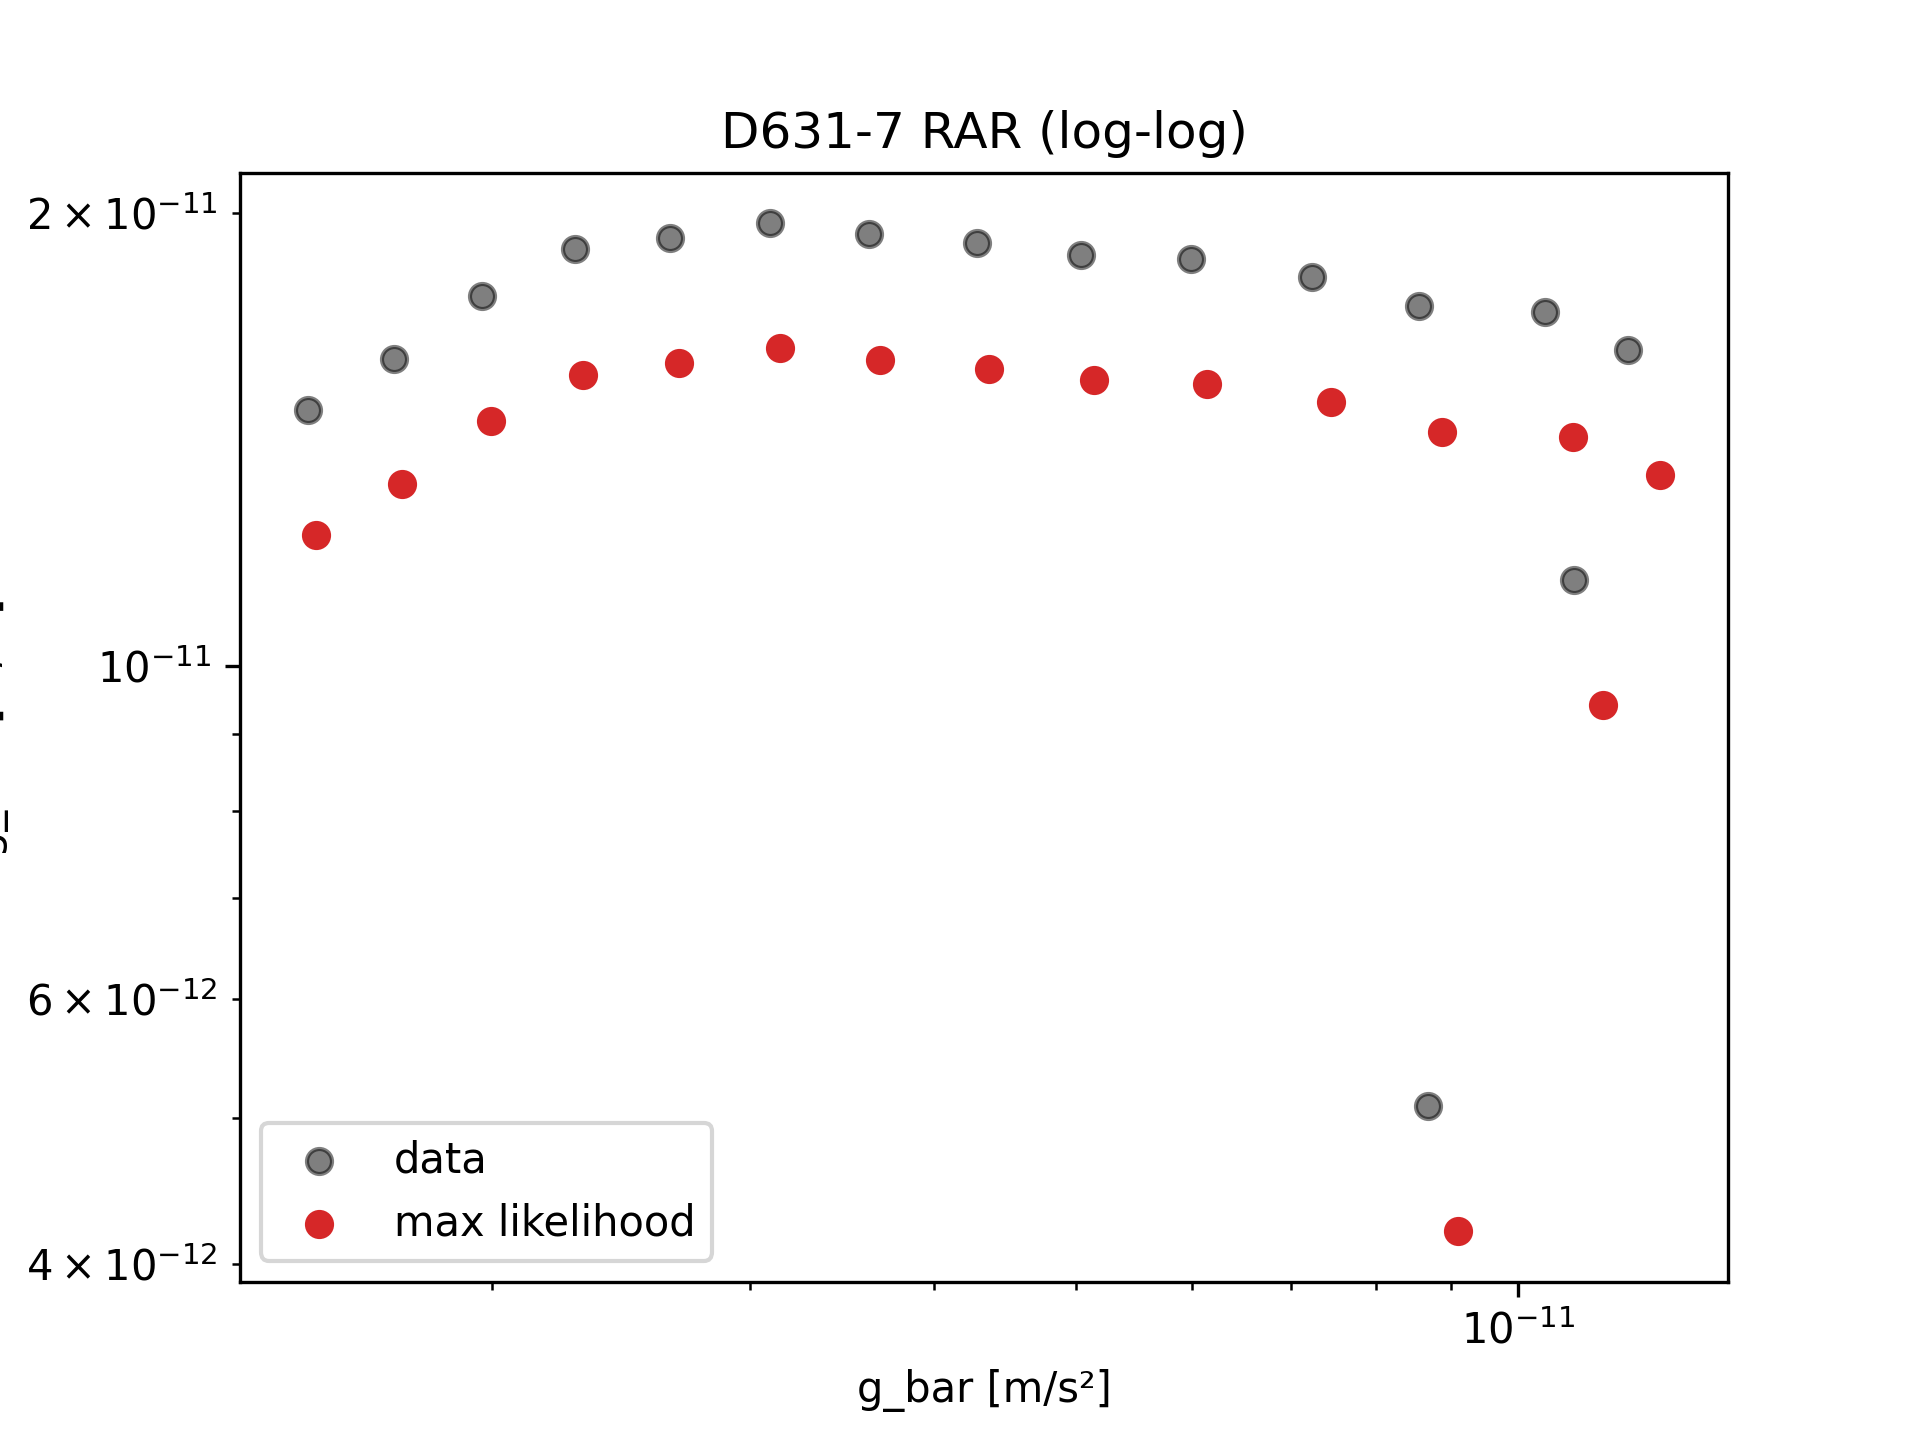 D631-7 RAR (log-log)
2 × 10⁻¹¹
10⁻¹¹
6 × 10⁻¹²
4 × 10⁻¹²
data
max likelihood
10⁻¹¹
g_bar [m/s²]